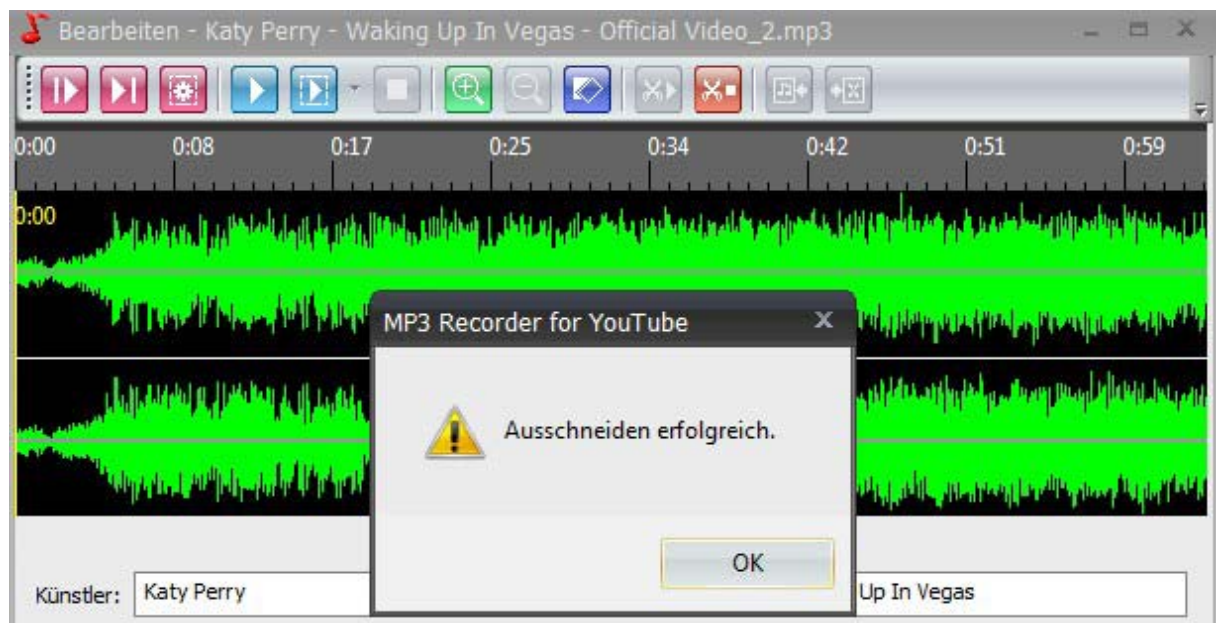 Bearbeiten - Katy Perry - Waking Up In Vegas - Official Video_2.mp3
0:00 0:08 0:17 0:25 0:34 0:42 0:51 0:59
0:00
MP3 Recorder for YouTube X
Ausschneiden erfolgreich.
OK
Künstler: Katy Perry Up In Vegas